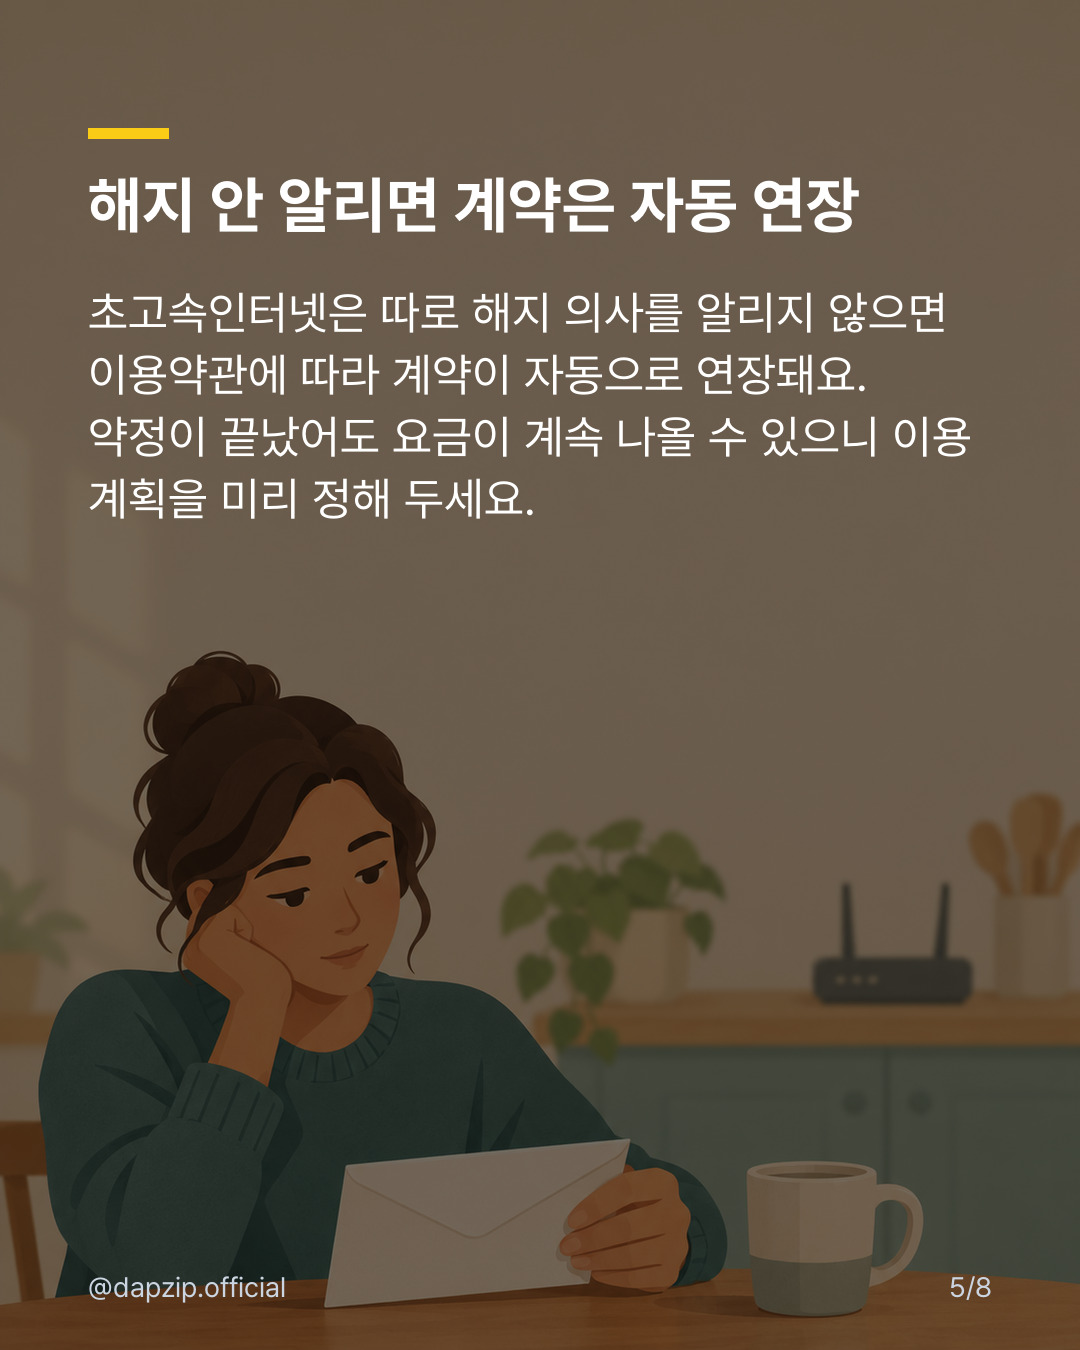 해지 안 알리면 계약은 자동 연장
초고속인터넷은 따로 해지 의사를 알리지 않으면
이용약관에 따라 계약이 자동으로 연장돼요.
약정이 끝났어도 요금이 계속 나올 수 있으니 이용
계획을 미리 정해 두세요.
@dapzip.official
5/8